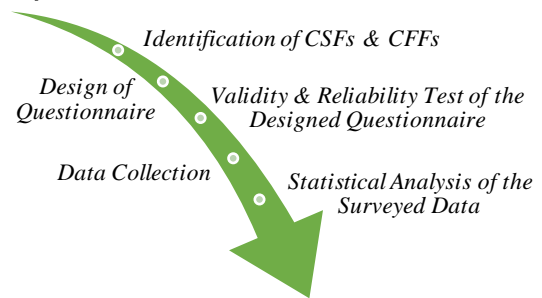 Identification of CSFs & CFFs
Design of
Questionnaire
Validity & Reliability Test of the
Designed Questionnaire
Data Collection
Statistical Analysis of the
Surveyed Data